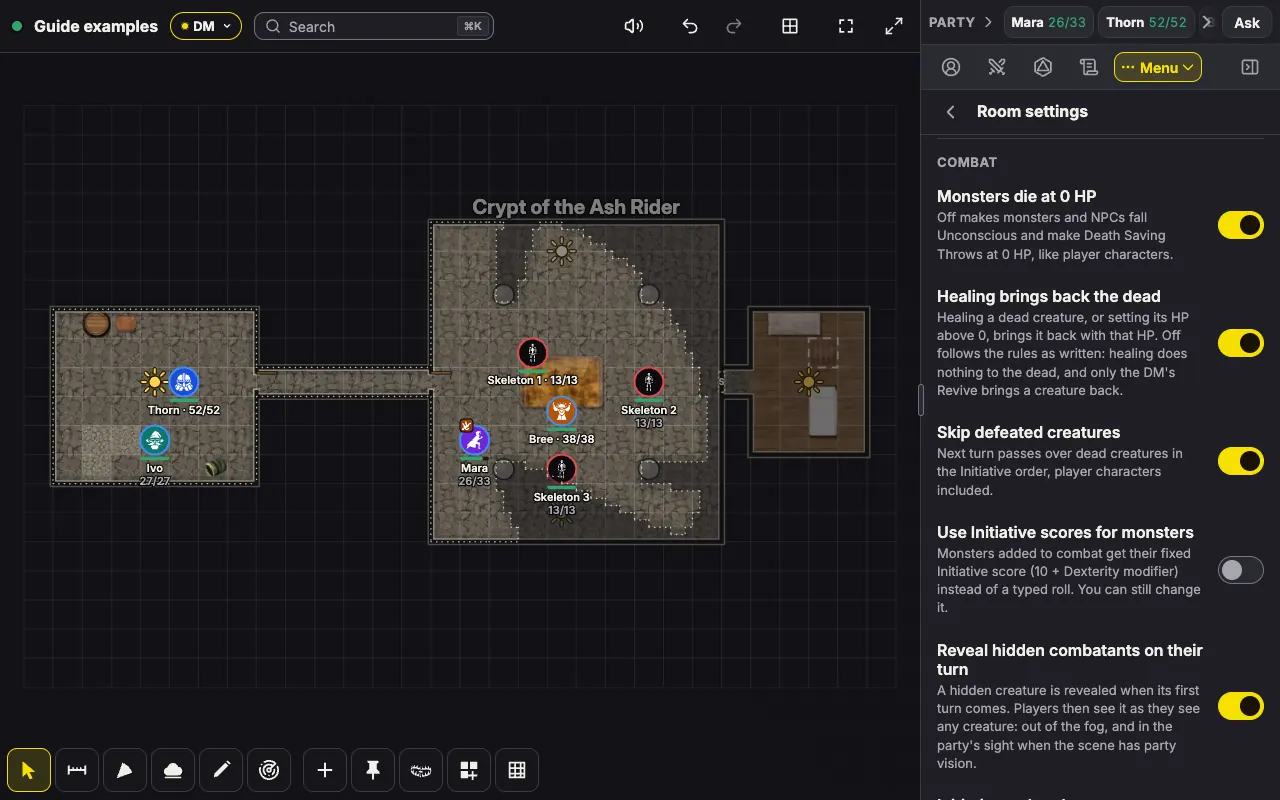 Guide examples
DM
Search
⌘K
PARTY
Mara 26/33
Thorn 52/52
Ask
Menu
Room settings
COMBAT
Monsters die at 0 HP
Off makes monsters and NPCs fall
Unconscious and make Death Saving
Throws at 0 HP, like player characters.
Healing brings back the dead
Healing a dead creature, or setting its HP
above 0, brings it back with that HP. Off
follows the rules as written: healing does
nothing to the dead, and only the DM's
Revive brings a creature back.
Skip defeated creatures
Next turn passes over dead creatures in
the Initiative order, player characters
included.
Use Initiative scores for monsters
Monsters added to combat get their fixed
Initiative score (10 + Dexterity modifier)
instead of a typed roll. You can still change
it.
Reveal hidden combatants on their
turn
A hidden creature is revealed when its first
turn comes. Players then see it as they see
any creature: out of the fog, and in the
party's sight when the scene has party
vision.
Crypt of the Ash Rider
Skeleton 1 · 13/13
Thorn · 52/52
Skeleton 2
13/13
Bree · 38/38
S
Ivo
27/27
Mara
26/33
Skeleton 3
13/13